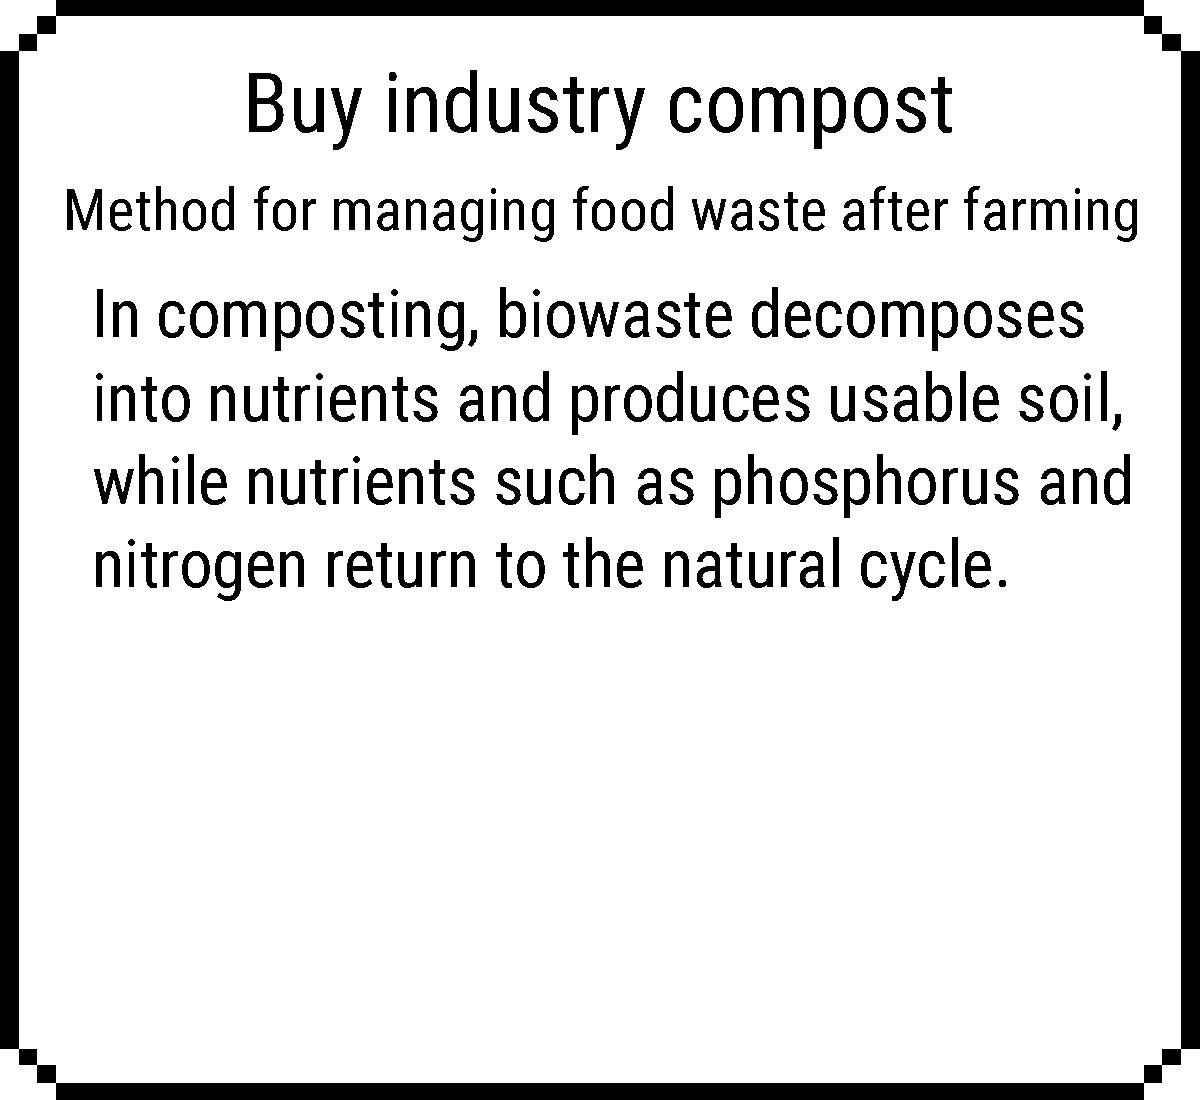 Buy industry compost
Method for managing food waste after farming
In composting, biowaste decomposes
into nutrients and produces usable soil,
while nutrients such as phosphorus and
nitrogen return to the natural cycle.